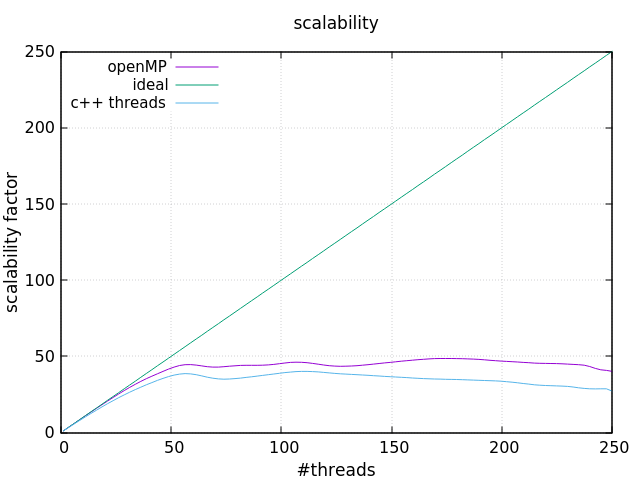 scalability
250
200
150
100
50
0
scalability factor
openMP
ideal
c++ threads
0 50 100 150 200 250
#threads